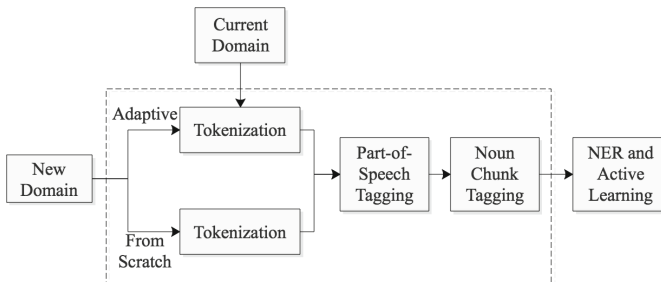 Current
Domain
Adaptive
Tokenization
New
Domain
Part-of-
Speech
Tagging
Noun
Chunk
Tagging
NER and
Active
Learning
From
Scratch
Tokenization